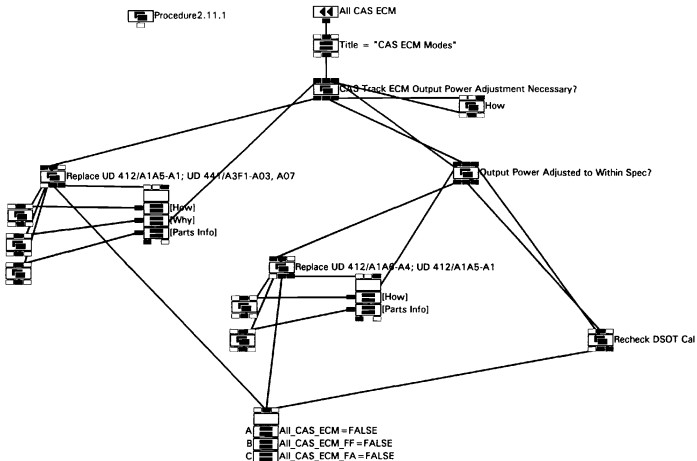 Procedure2.11.1
All CAS ECM
Title = "CAS ECM Modes"
CAS Track ECM Output Power Adjustment Necessary?
How
Replace UD 412/A1A5-A1; UD 441/A3F1-A03, A07
Output Power Adjusted to Within Spec?
[How]
[Why]
[Parts Info]
Replace UD 412/A1A6-A4; UD 412/A1A5-A1
[How]
[Parts Info]
Recheck DSOT Cal
A All_CAS_ECM=FALSE
B All_CAS_ECM_FF=FALSE
C All_CAS_ECM_FA=FALSE